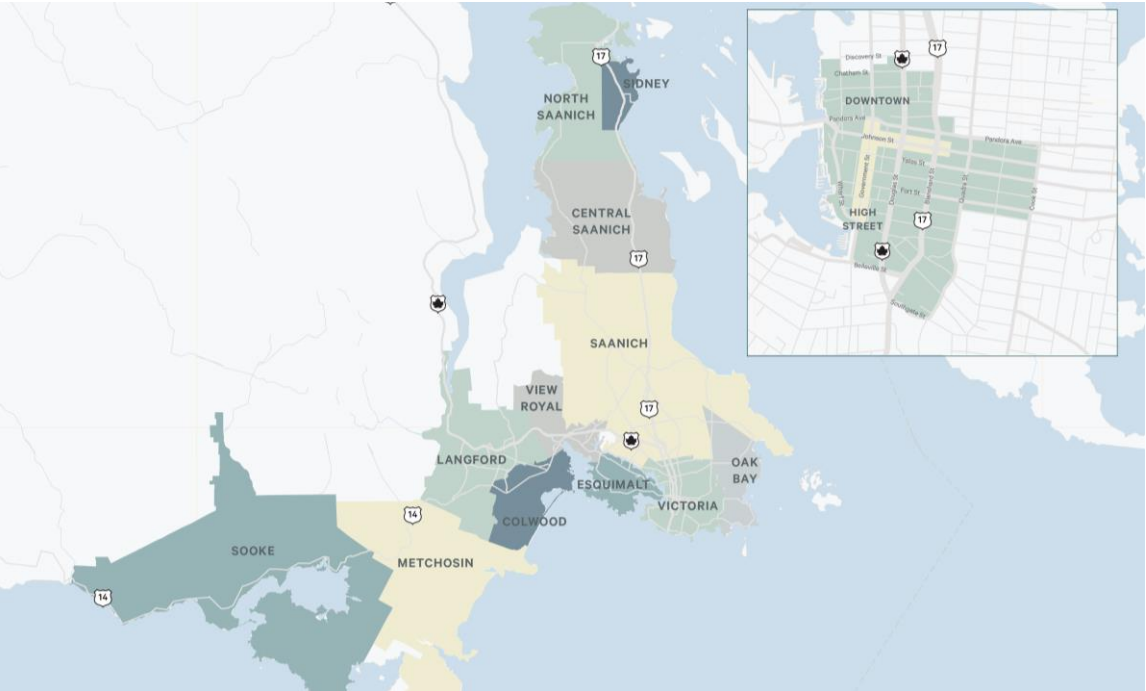 17
SIDNEY
NORTH
SAANICH
CENTRAL
SAANICH
17
SAANICH
VIEW
ROYAL
17
LANGFORD
OAK
BAY
ESQUIMALT
VICTORIA
COLWOOD
14
SOOKE
METCHOSIN
14
17
Discovery St
Chatham St
DOWNTOWN
Pandora Ave
Johnson St
Pandora Ave
Yates St
Government St
Douglas St
Fort St
Blanshard St
Quadra St
Cook St
Wharf St
HIGH
STREET
17
Belleville St
Southgate St